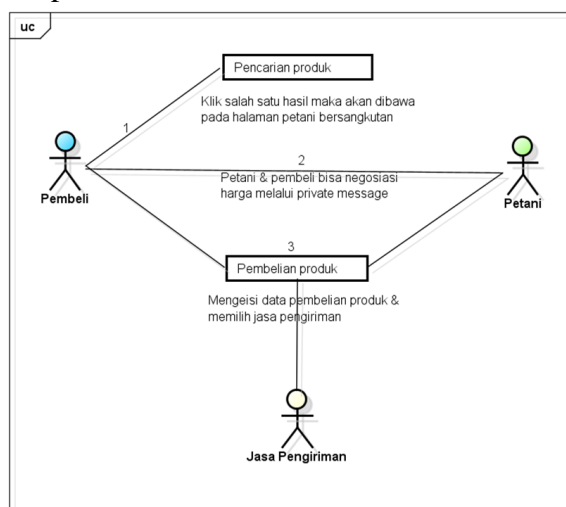 uc
Pencarian produk
Klik salah satu hasil maka akan dibawa
pada halaman petani bersangkutan
1
2
Petani & pembeli bisa negosiasi
harga melalui private message
Pembeli
Petani
3
Pembelian produk
Mengeisi data pembelian produk &
memilih jasa pengiriman
Jasa Pengiriman